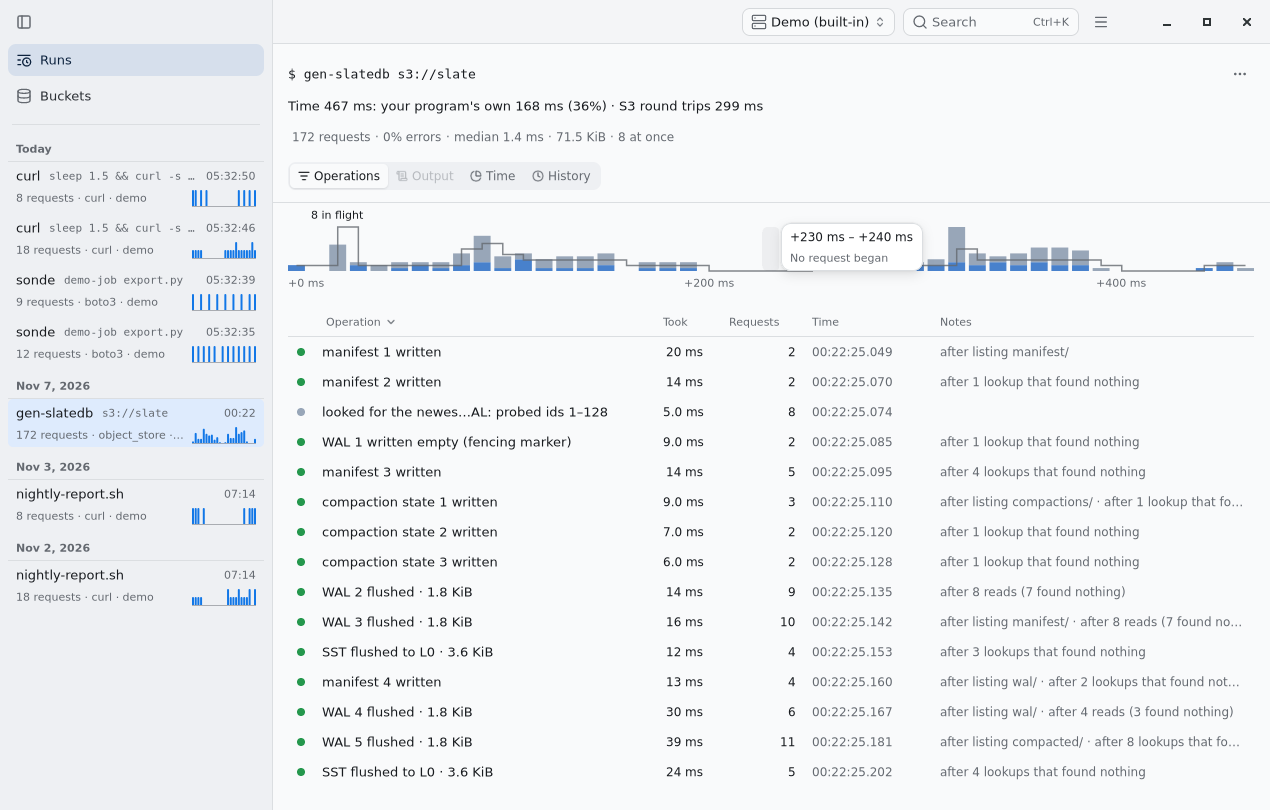 Demo (built-in)
Search
Ctrl+K
Runs
Buckets
Today
curl sleep 1.5 && curl -s … 05:32:50
8 requests · curl · demo
curl sleep 1.5 && curl -s … 05:32:46
18 requests · curl · demo
sonde demo-job export.py 05:32:39
9 requests · boto3 · demo
sonde demo-job export.py 05:32:35
12 requests · boto3 · demo
Nov 7, 2026
gen-slatedb s3://slate 00:22
172 requests · object_store ·…
Nov 3, 2026
nightly-report.sh 07:14
8 requests · curl · demo
Nov 2, 2026
nightly-report.sh 07:14
18 requests · curl · demo
$ gen-slatedb s3://slate
Time 467 ms: your program's own 168 ms (36%) · S3 round trips 299 ms
172 requests · 0% errors · median 1.4 ms · 71.5 KiB · 8 at once
Operations Output Time History
8 in flight
+230 ms – +240 ms
No request began
+0 ms +200 ms +400 ms
Operation Took Requests Time Notes
manifest 1 written 20 ms 2 00:22:25.049 after listing manifest/
manifest 2 written 14 ms 2 00:22:25.070 after 1 lookup that found nothing
looked for the newes…AL: probed ids 1–128 5.0 ms 8 00:22:25.074
WAL 1 written empty (fencing marker) 9.0 ms 2 00:22:25.085 after 1 lookup that found nothing
manifest 3 written 14 ms 5 00:22:25.095 after 4 lookups that found nothing
compaction state 1 written 9.0 ms 3 00:22:25.110 after listing compactions/ · after 1 lookup that fo…
compaction state 2 written 7.0 ms 2 00:22:25.120 after 1 lookup that found nothing
compaction state 3 written 6.0 ms 2 00:22:25.128 after 1 lookup that found nothing
WAL 2 flushed · 1.8 KiB 14 ms 9 00:22:25.135 after 8 reads (7 found nothing)
WAL 3 flushed · 1.8 KiB 16 ms 10 00:22:25.142 after listing manifest/ · after 8 reads (7 found no…
SST flushed to L0 · 3.6 KiB 12 ms 4 00:22:25.153 after 3 lookups that found nothing
manifest 4 written 13 ms 4 00:22:25.160 after listing wal/ · after 2 lookups that found not…
WAL 4 flushed · 1.8 KiB 30 ms 6 00:22:25.167 after listing wal/ · after 4 reads (3 found nothing)
WAL 5 flushed · 1.8 KiB 39 ms 11 00:22:25.181 after listing compacted/ · after 8 lookups that fo…
SST flushed to L0 · 3.6 KiB 24 ms 5 00:22:25.202 after 4 lookups that found nothing